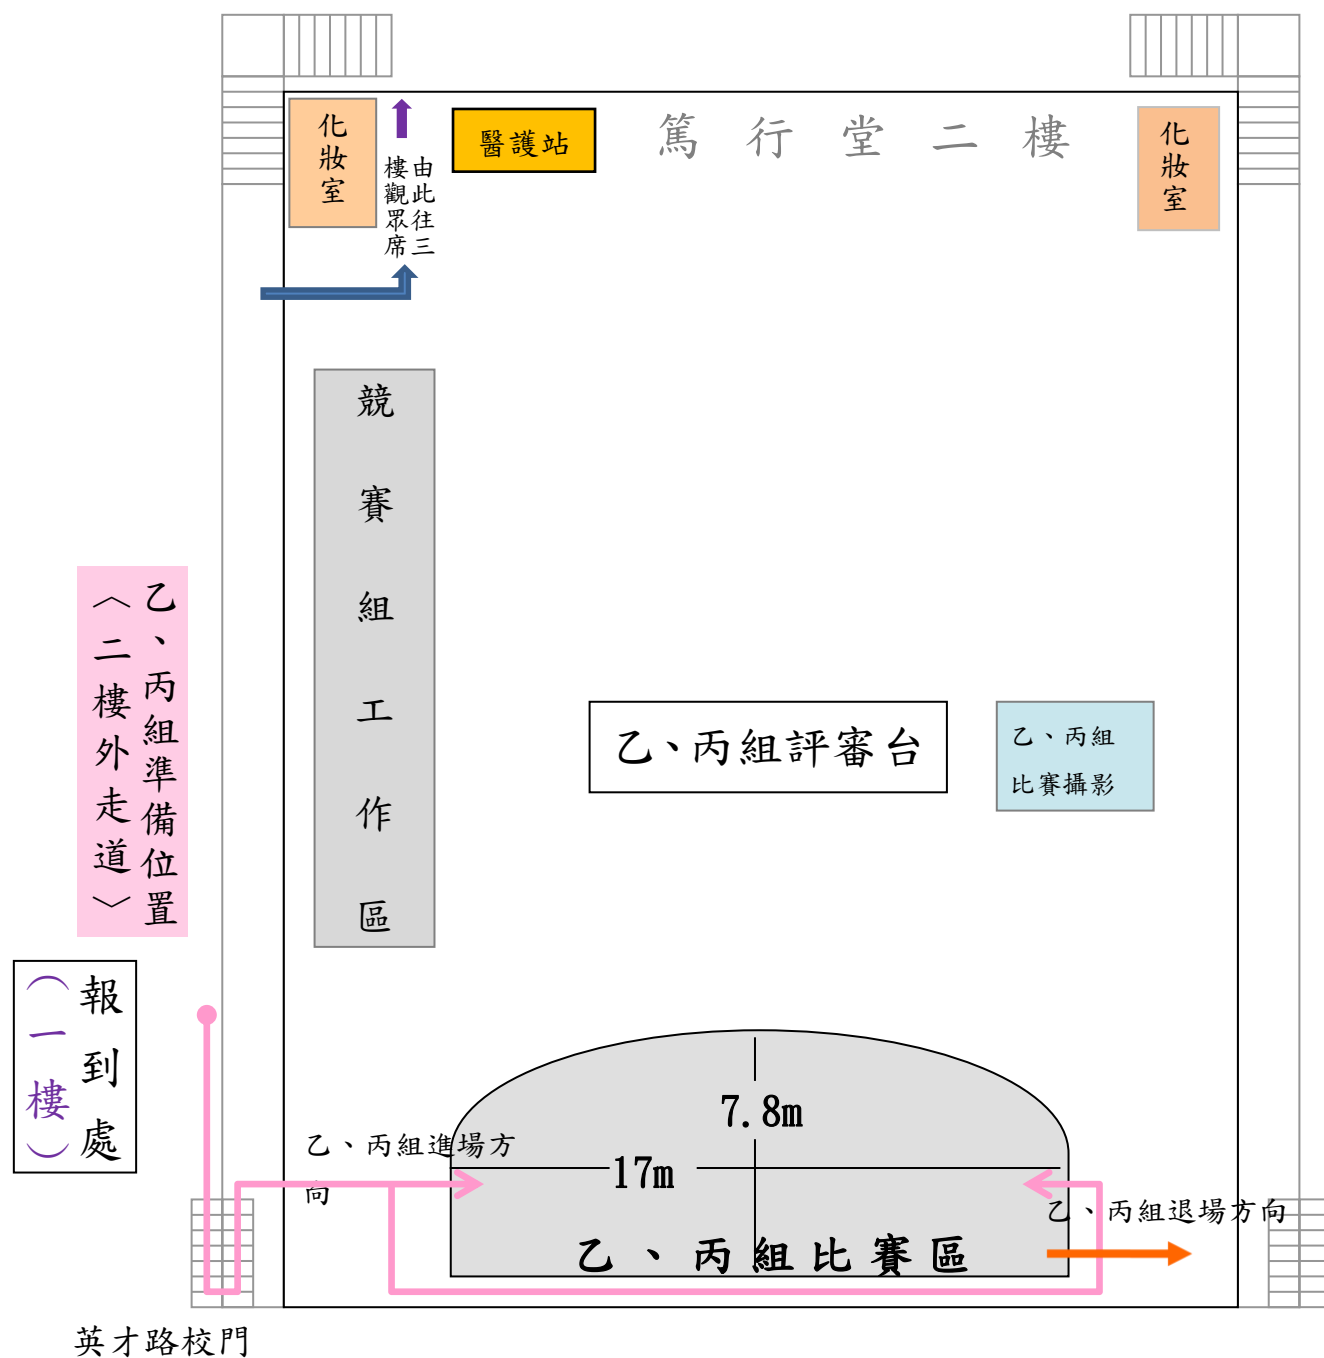 化妝室
由此往三
樓觀眾席
醫護站
篤行堂二樓
化妝室
競賽組工作區
乙、丙組準備位置
︿二樓外走道﹀
乙、丙組評審台
乙、丙組
比賽攝影
報到處
（一樓）
7.8m
乙、丙組進場方
向
17m
乙、丙組退場方向
乙、丙組比賽區
英才路校門